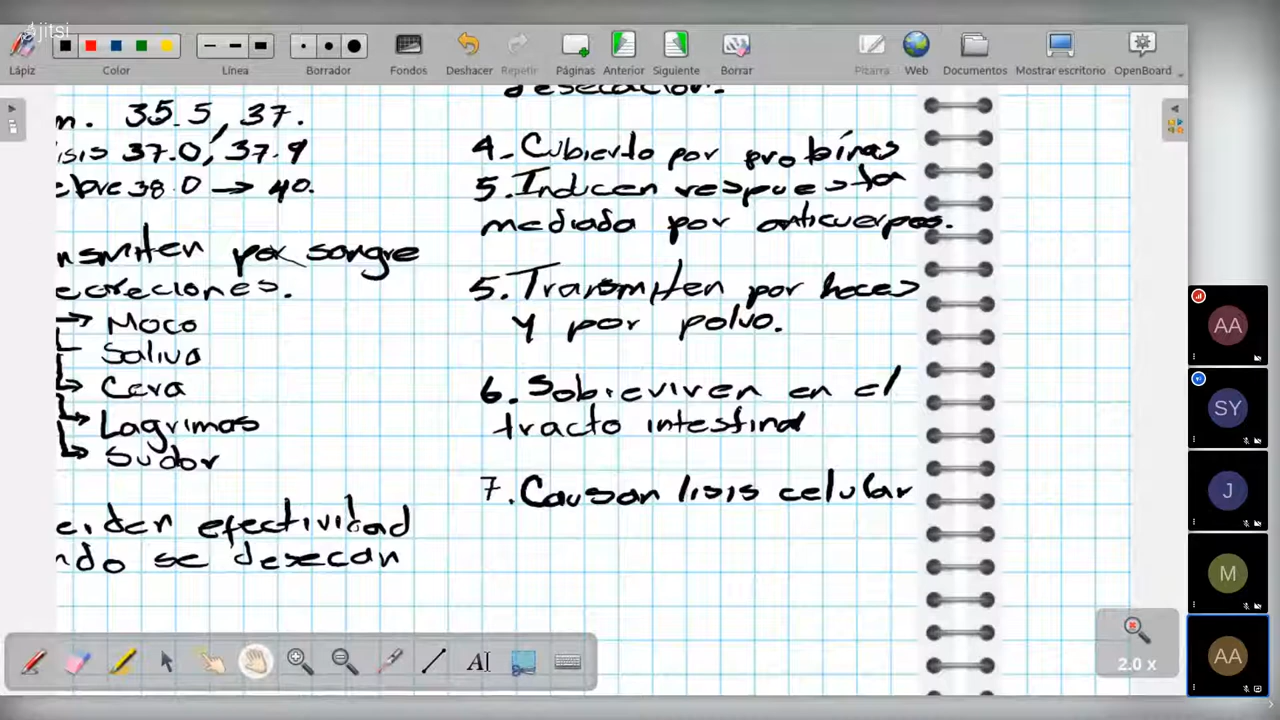 jitsi
Lápiz
Color
Línea
Borrador
Fondos
Deshacer
Repetir
Páginas
Anterior
Siguiente
Borrar
Pizarra
Web
Documentos
Mostrar escritorio
OpenBoard
m. 35.5, 37.
isis 37.0, 37.9
ebre 38.0 → 40.
nsmiten por sangre
ecreciones.
→ Moco
Saliva
→ Cera
→ Lagrimas
→ Sudor
efectividad
ndo se desecan
desecación.
4. Cubierto por proteínas
5. Inducen respuesta
mediada por anticuerpos.
5. Transmiten por heces
y por polvo.
6. Sobreviven en el
tracto intestinal
7. Causan lisis celular
AA
SY
J
M
AA
2.0 x
AI